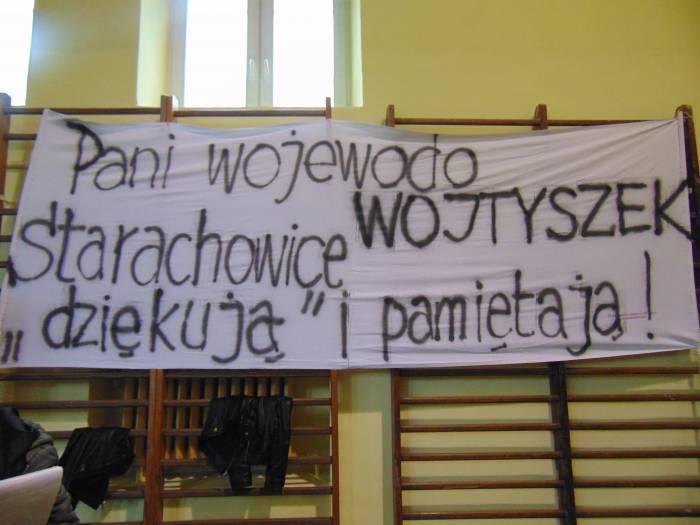 Pani wojewodo
WOJTYSZEK
Starachowice
„dziękują” i pamiętają!